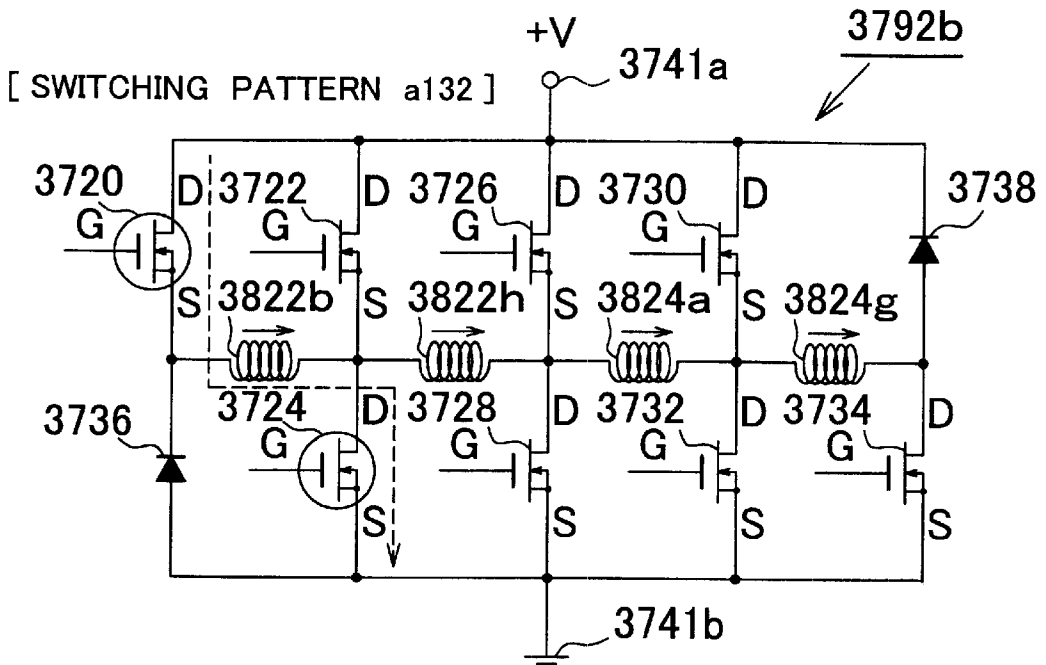 3792b
+V
3741a
[ SWITCHING PATTERN a132 ]
3720 D 3722 D 3726 D 3730 D 3738
G G G G
S S S S
3822b 3822h 3824a 3824g
3724 D 3728 D 3732 D 3734 D
3736 G G G G
S S S S
3741b